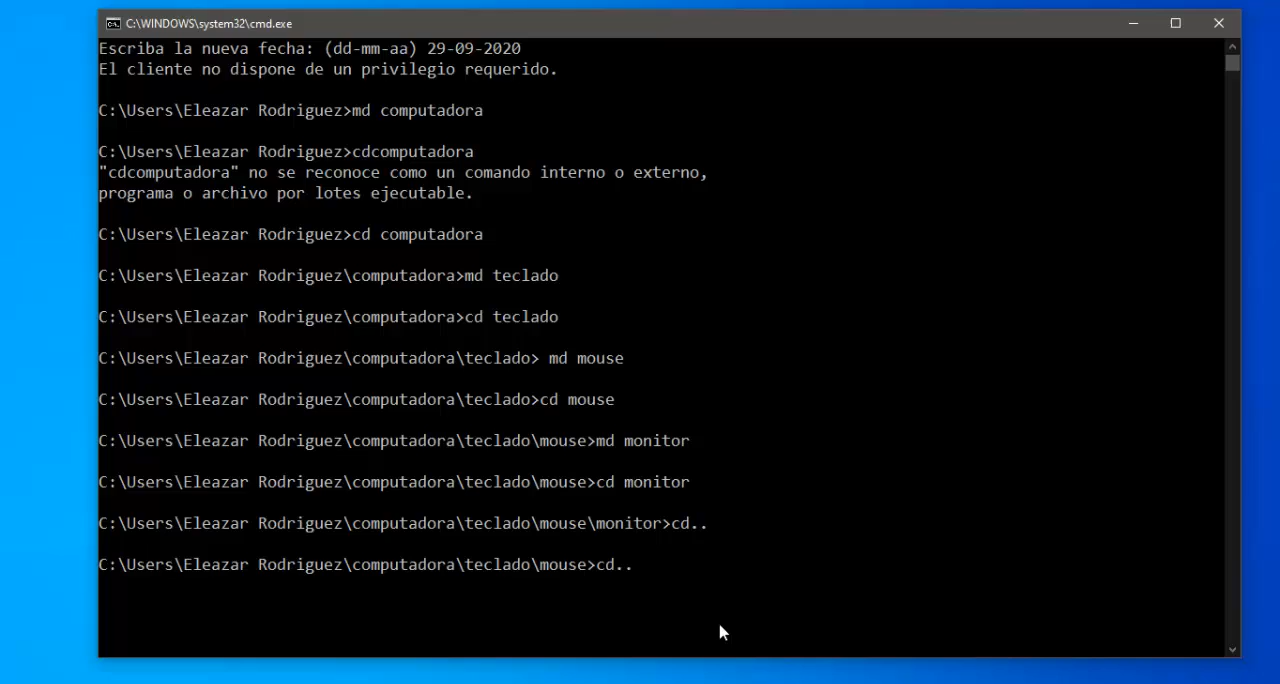 C:\WINDOWS\system32\cmd.exe
Escriba la nueva fecha: (dd-mm-aa) 29-09-2020
El cliente no dispone de un privilegio requerido.
C:\Users\Eleazar Rodriguez>md computadora
C:\Users\Eleazar Rodriguez>cdcomputadora
"cdcomputadora" no se reconoce como un comando interno o externo,
programa o archivo por lotes ejecutable.
C:\Users\Eleazar Rodriguez>cd computadora
C:\Users\Eleazar Rodriguez\computadora>md teclado
C:\Users\Eleazar Rodriguez\computadora>cd teclado
C:\Users\Eleazar Rodriguez\computadora\teclado> md mouse
C:\Users\Eleazar Rodriguez\computadora\teclado>cd mouse
C:\Users\Eleazar Rodriguez\computadora\teclado\mouse>md monitor
C:\Users\Eleazar Rodriguez\computadora\teclado\mouse>cd monitor
C:\Users\Eleazar Rodriguez\computadora\teclado\mouse\monitor>cd..
C:\Users\Eleazar Rodriguez\computadora\teclado\mouse>cd..